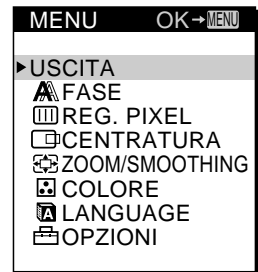 MENU OK→MENU
►USCITA
FASE
REG. PIXEL
CENTRATURA
ZOOM/SMOOTHING
COLORE
LANGUAGE
OPZIONI